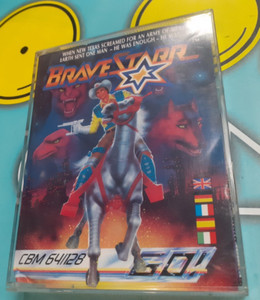 WHEN NEW TEXAS SCREAMED FOR AN ARMY OF
EARTH SENT ONE MAN – HE WAS ENOUGH – HE
BRAVESTARR
CBM 64/128
GO!